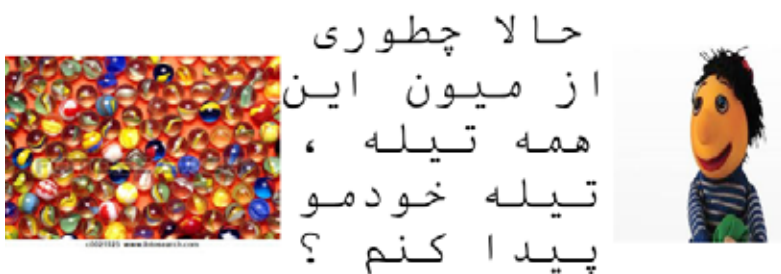 حالا چطوری
از میون این
همه تیله ،
تیله خودمو
پیدا کنم ؟